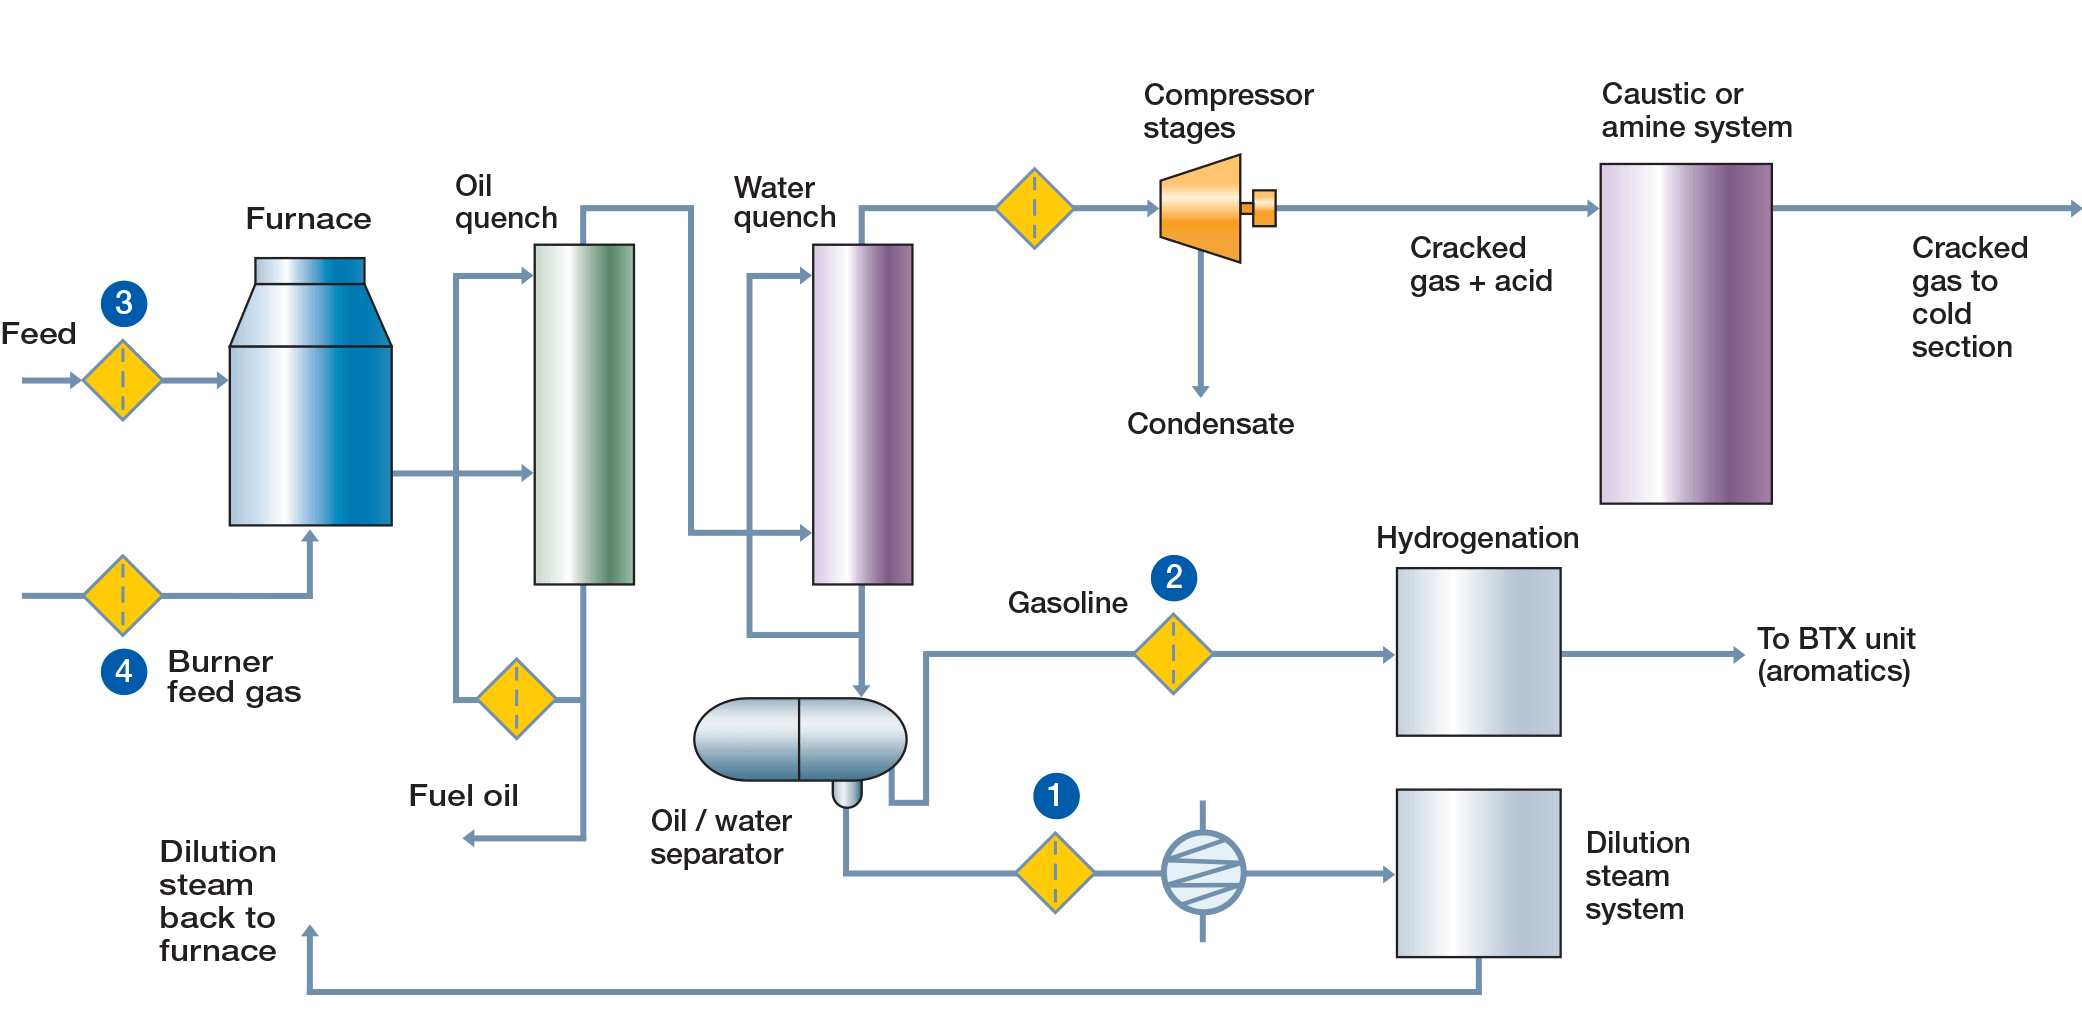 Compressor
stages
Caustic or
amine system
Oil
quench
Water
quench
Furnace
Cracked
gas + acid
Cracked
gas to
cold
section
3
Feed
Condensate
Hydrogenation
2
Gasoline
To BTX unit
(aromatics)
4
Burner
feed gas
Fuel oil
1
Oil / water
separator
Dilution
steam
system
Dilution
steam
back to
furnace